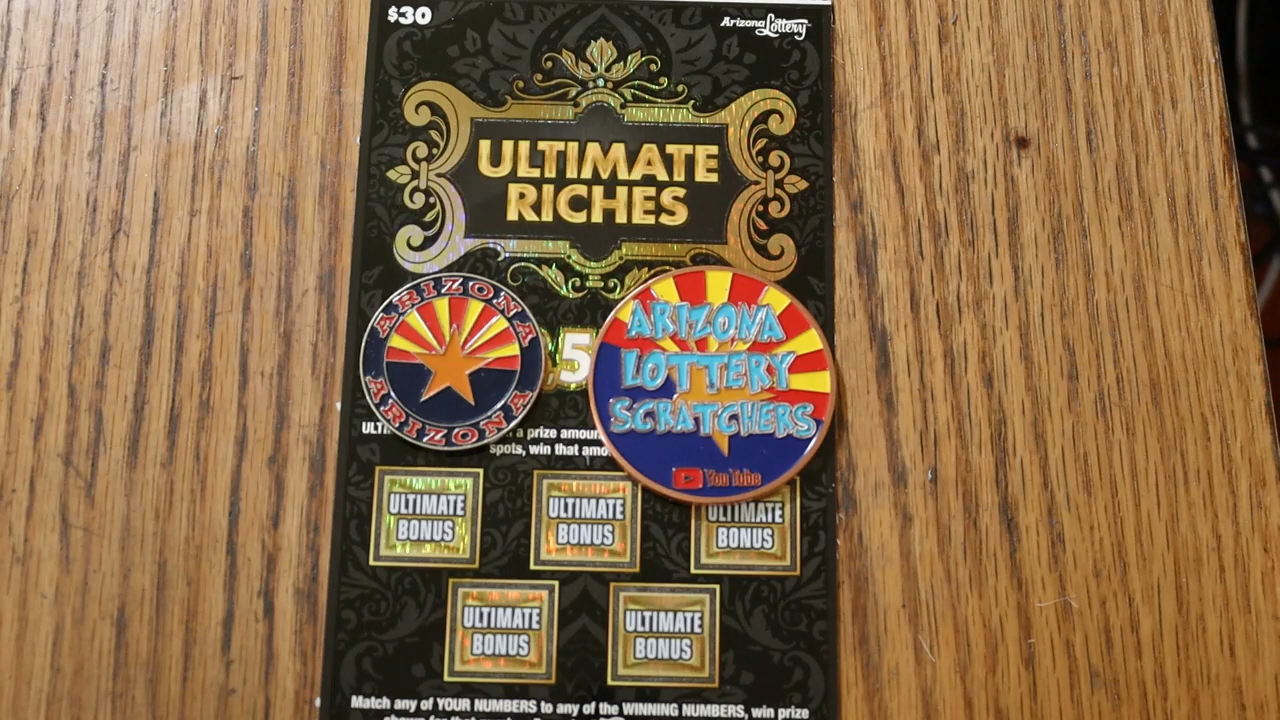 $30
Arizona Lottery
ULTIMATE
RICHES
ARIZONA
ARIZONA
5
ARIZONA
LOTTERY
SCRATCHERS
YouTube
a prize
spots, win that
ULTIMATE
BONUS
ULTIMATE
BONUS
ULTIMATE
BONUS
ULTIMATE
BONUS
ULTIMATE
BONUS
Match any of YOUR NUMBERS to any of the WINNING NUMBERS, win prize